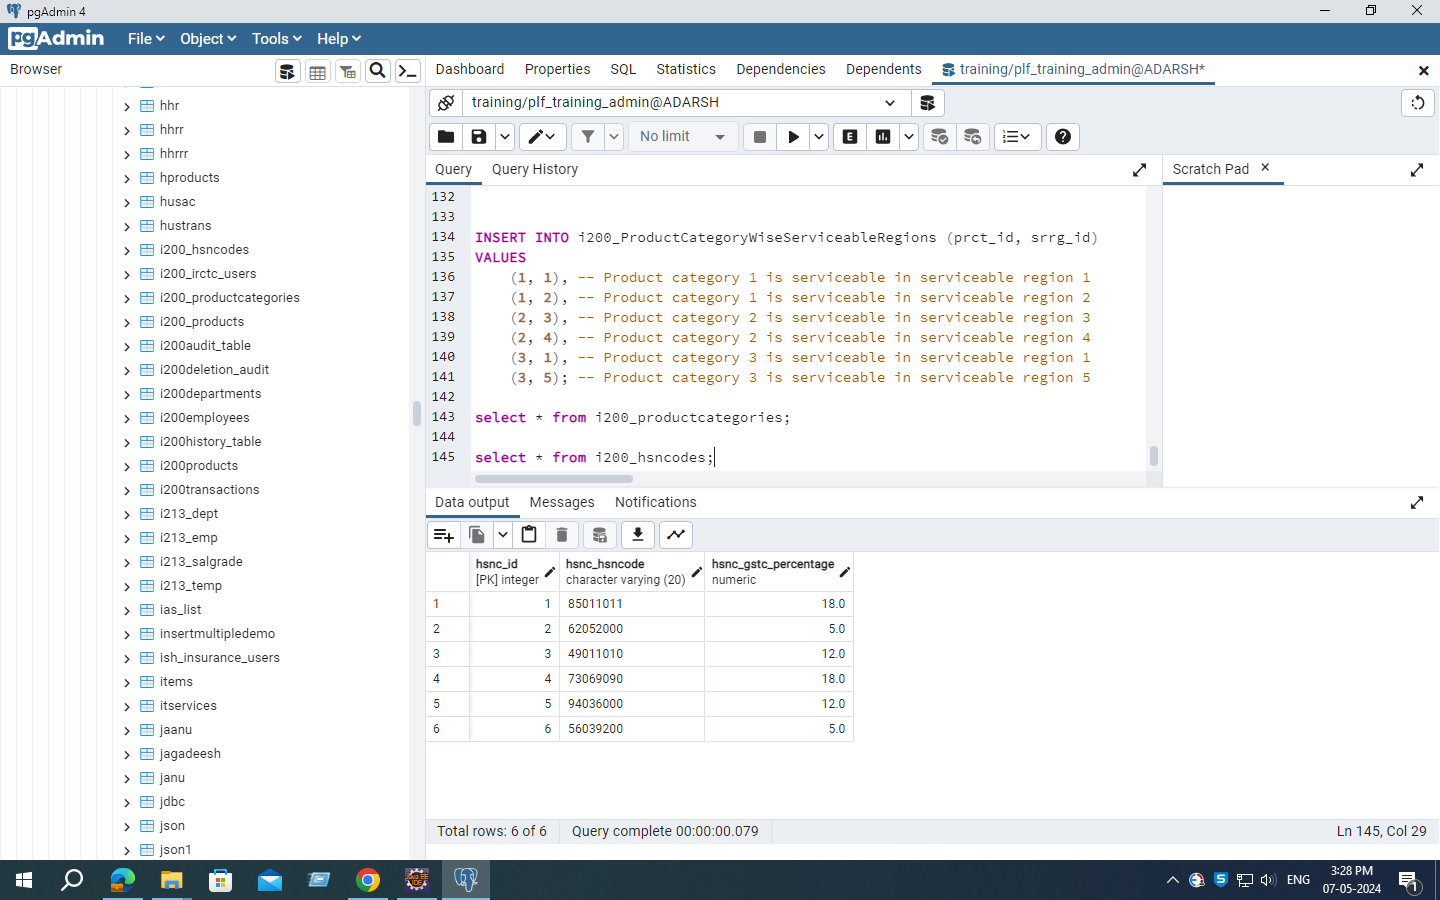 pgAdmin 4
pgAdmin File Object Tools Help
Browser
Dashboard Properties SQL Statistics Dependencies Dependents training/plf_training_admin@ADARSH*
training/plf_training_admin@ADARSH
No limit
E
Query Query History
Scratch Pad
hhr
hhrr
hhrrr
hproducts
husac
hustrans
i200_hsncodes
i200_irctc_users
i200_productcategories
i200_products
i200audit_table
i200deletion_audit
i200departments
i200employees
i200history_table
i200products
i200transactions
i213_dept
i213_emp
i213_salgrade
i213_temp
ias_list
insertmultipledemo
ish_insurance_users
items
itservices
jaanu
jagadeesh
janu
jdbc
json
json1
132
133
134 INSERT INTO i200_ProductCategoryWiseServiceableRegions (prct_id, srrg_id)
135 VALUES
136 (1, 1), -- Product category 1 is serviceable in serviceable region 1
137 (1, 2), -- Product category 1 is serviceable in serviceable region 2
138 (2, 3), -- Product category 2 is serviceable in serviceable region 3
139 (2, 4), -- Product category 2 is serviceable in serviceable region 4
140 (3, 1), -- Product category 3 is serviceable in serviceable region 1
141 (3, 5); -- Product category 3 is serviceable in serviceable region 5
142
143 select * from i200_productcategories;
144
145 select * from i200_hsncodes;
Data output Messages Notifications
hsnc_id hsnc_hsncode hsnc_gstc_percentage
[PK] integer character varying (20) numeric
1 1 85011011 18.0
2 2 62052000 5.0
3 3 49011010 12.0
4 4 73069090 18.0
5 5 94036000 12.0
6 6 56039200 5.0
Total rows: 6 of 6 Query complete 00:00:00.079 Ln 145, Col 29
ENG
3:28 PM
07-05-2024
1